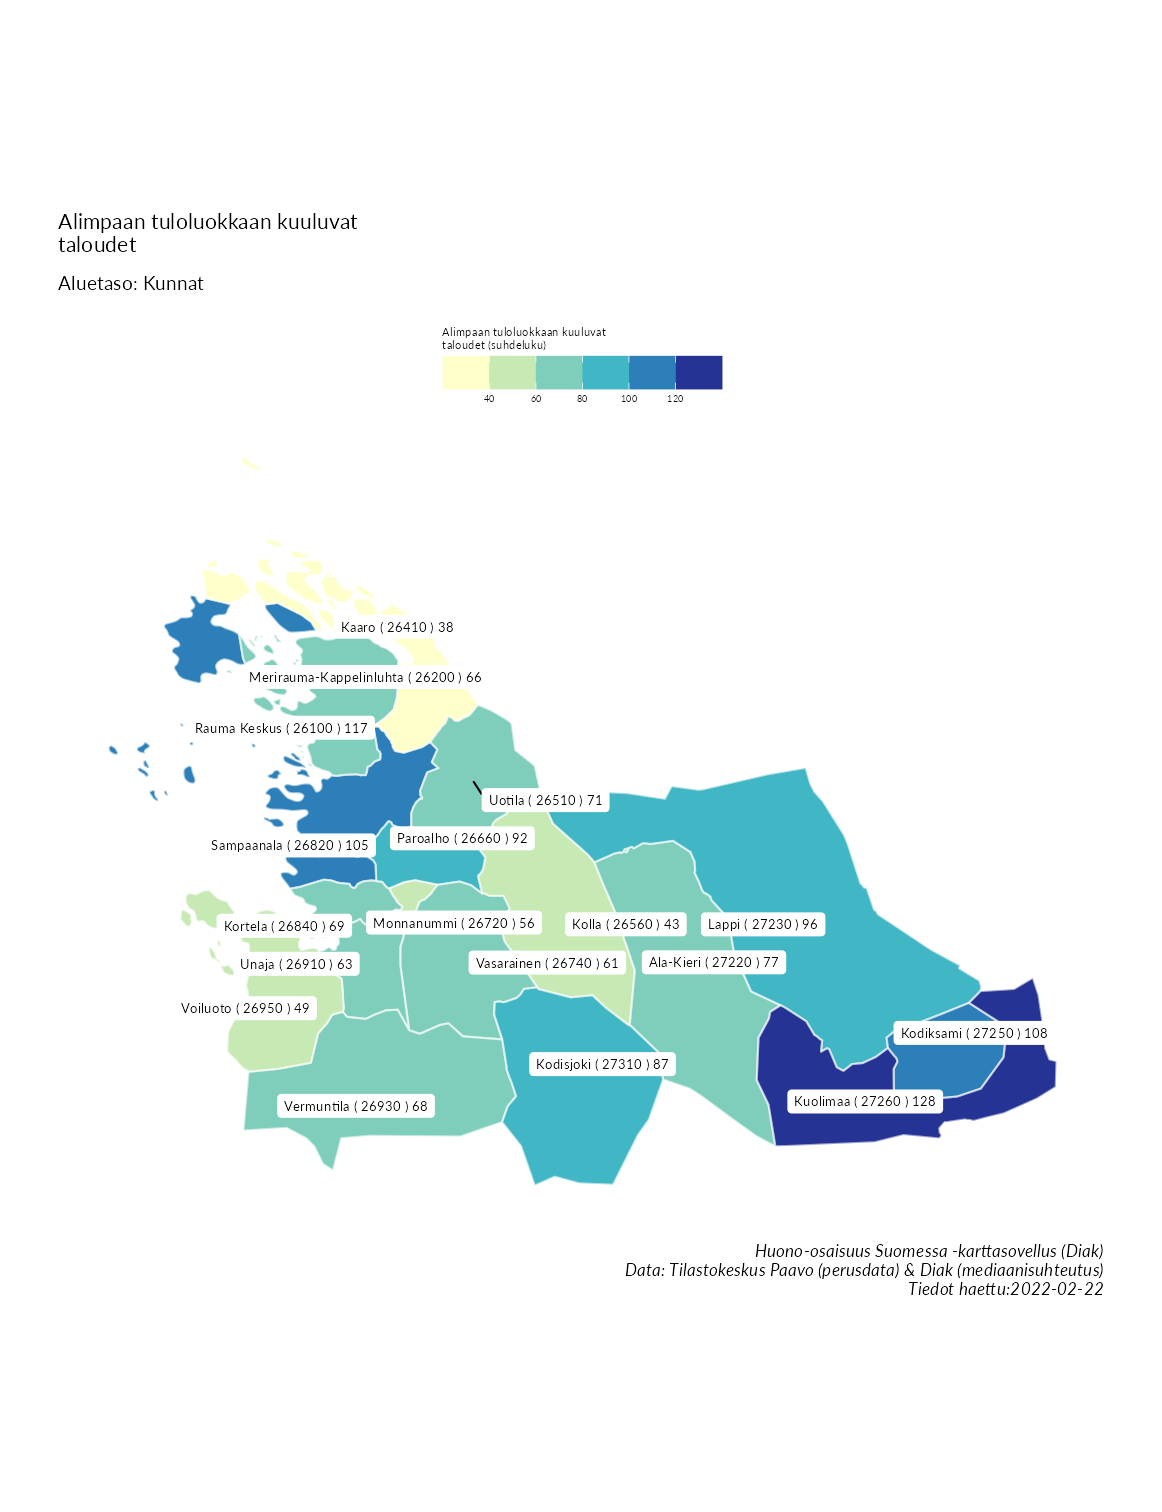 Alimpaan tuloluokkaan kuuluvat
taloudet
Aluetaso: Kunnat
Alimpaan tuloluokkaan kuuluvat
taloudet (suhdeluku)
40 60 80 100 120
Kaaro ( 26410 ) 38
Merirauma-Kappelinluhta ( 26200 ) 66
Rauma Keskus ( 26100 ) 117
Uotila ( 26510 ) 71
Paroalho ( 26660 ) 92
Sampaanala ( 26820 ) 105
Kortela ( 26840 ) 69
Monnanummi ( 26720 ) 56
Kolla ( 26560 ) 43
Lappi ( 27230 ) 96
Unaja ( 26910 ) 63
Vasarainen ( 26740 ) 61
Ala-Kieri ( 27220 ) 77
Voiluoto ( 26950 ) 49
Kodiksami ( 27250 ) 108
Kodisjoki ( 27310 ) 87
Kuolimaa ( 27260 ) 128
Vermuntila ( 26930 ) 68
Huono-osaisuus Suomessa -karttasovellus (Diak)
Data: Tilastokeskus Paavo (perusdata) & Diak (mediaanisuhteutus)
Tiedot haettu:2022-02-22